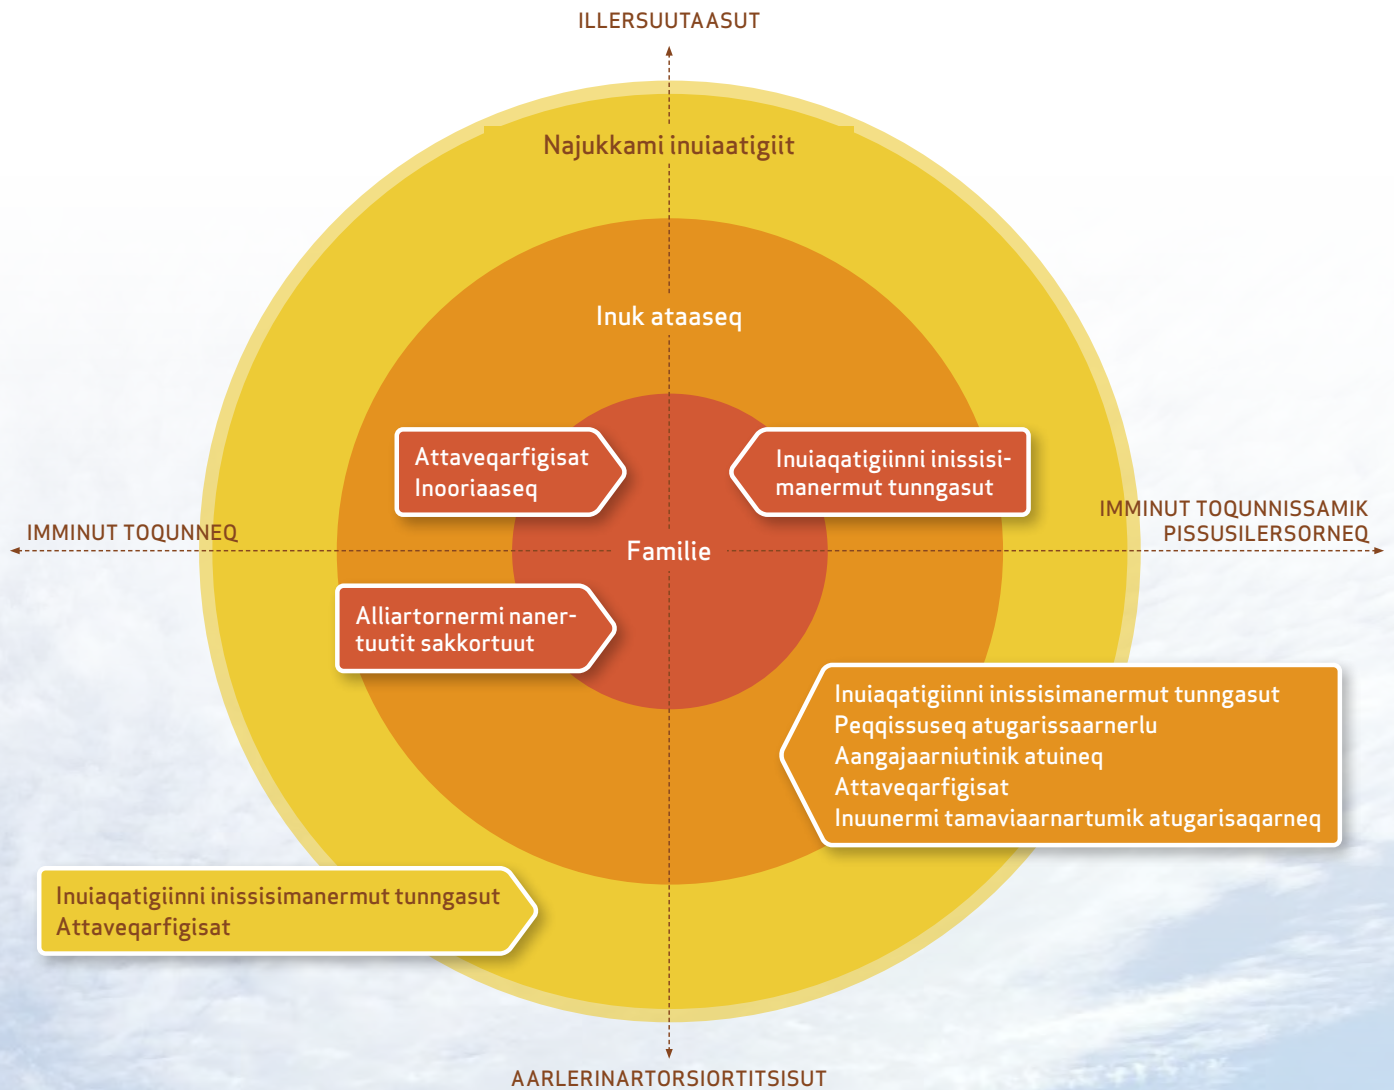 ILLERSUUTAASUT
Najukkami inuiaatigiit
Inuk ataaseq
Attaveqarfigisat
Inooriaaseq
Inuiaqatigiinni inissisi-
manermut tunngasut
IMMINUT TOQUNNEQ
IMMINUT TOQUNNISSAMIK
PISSUSILERSORNEQ
Familie
Alliartornermi naner-
tuutit sakkortuut
Inuiaqatigiinni inissisimanermut tunngasut
Peqqissuseq atugarissaarnerlu
Aangajaarniutinik atuineq
Attaveqarfigisat
Inuunermi tamaviaarnartumik atugarisaqarneq
Inuiaqatigiinni inissisimanermut tunngasut
Attaveqarfigisat
AARLERINARTORSIORTITSISUT